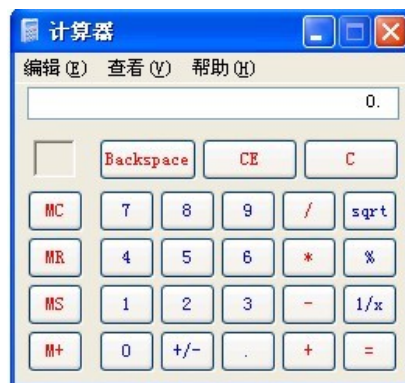 计算器
编辑(E) 查看(V) 帮助(H)
0.
Backspace CE C
MC 7 8 9 / sqrt
MR 4 5 6 * %
MS 1 2 3 - 1/x
M+ 0 +/- . + =